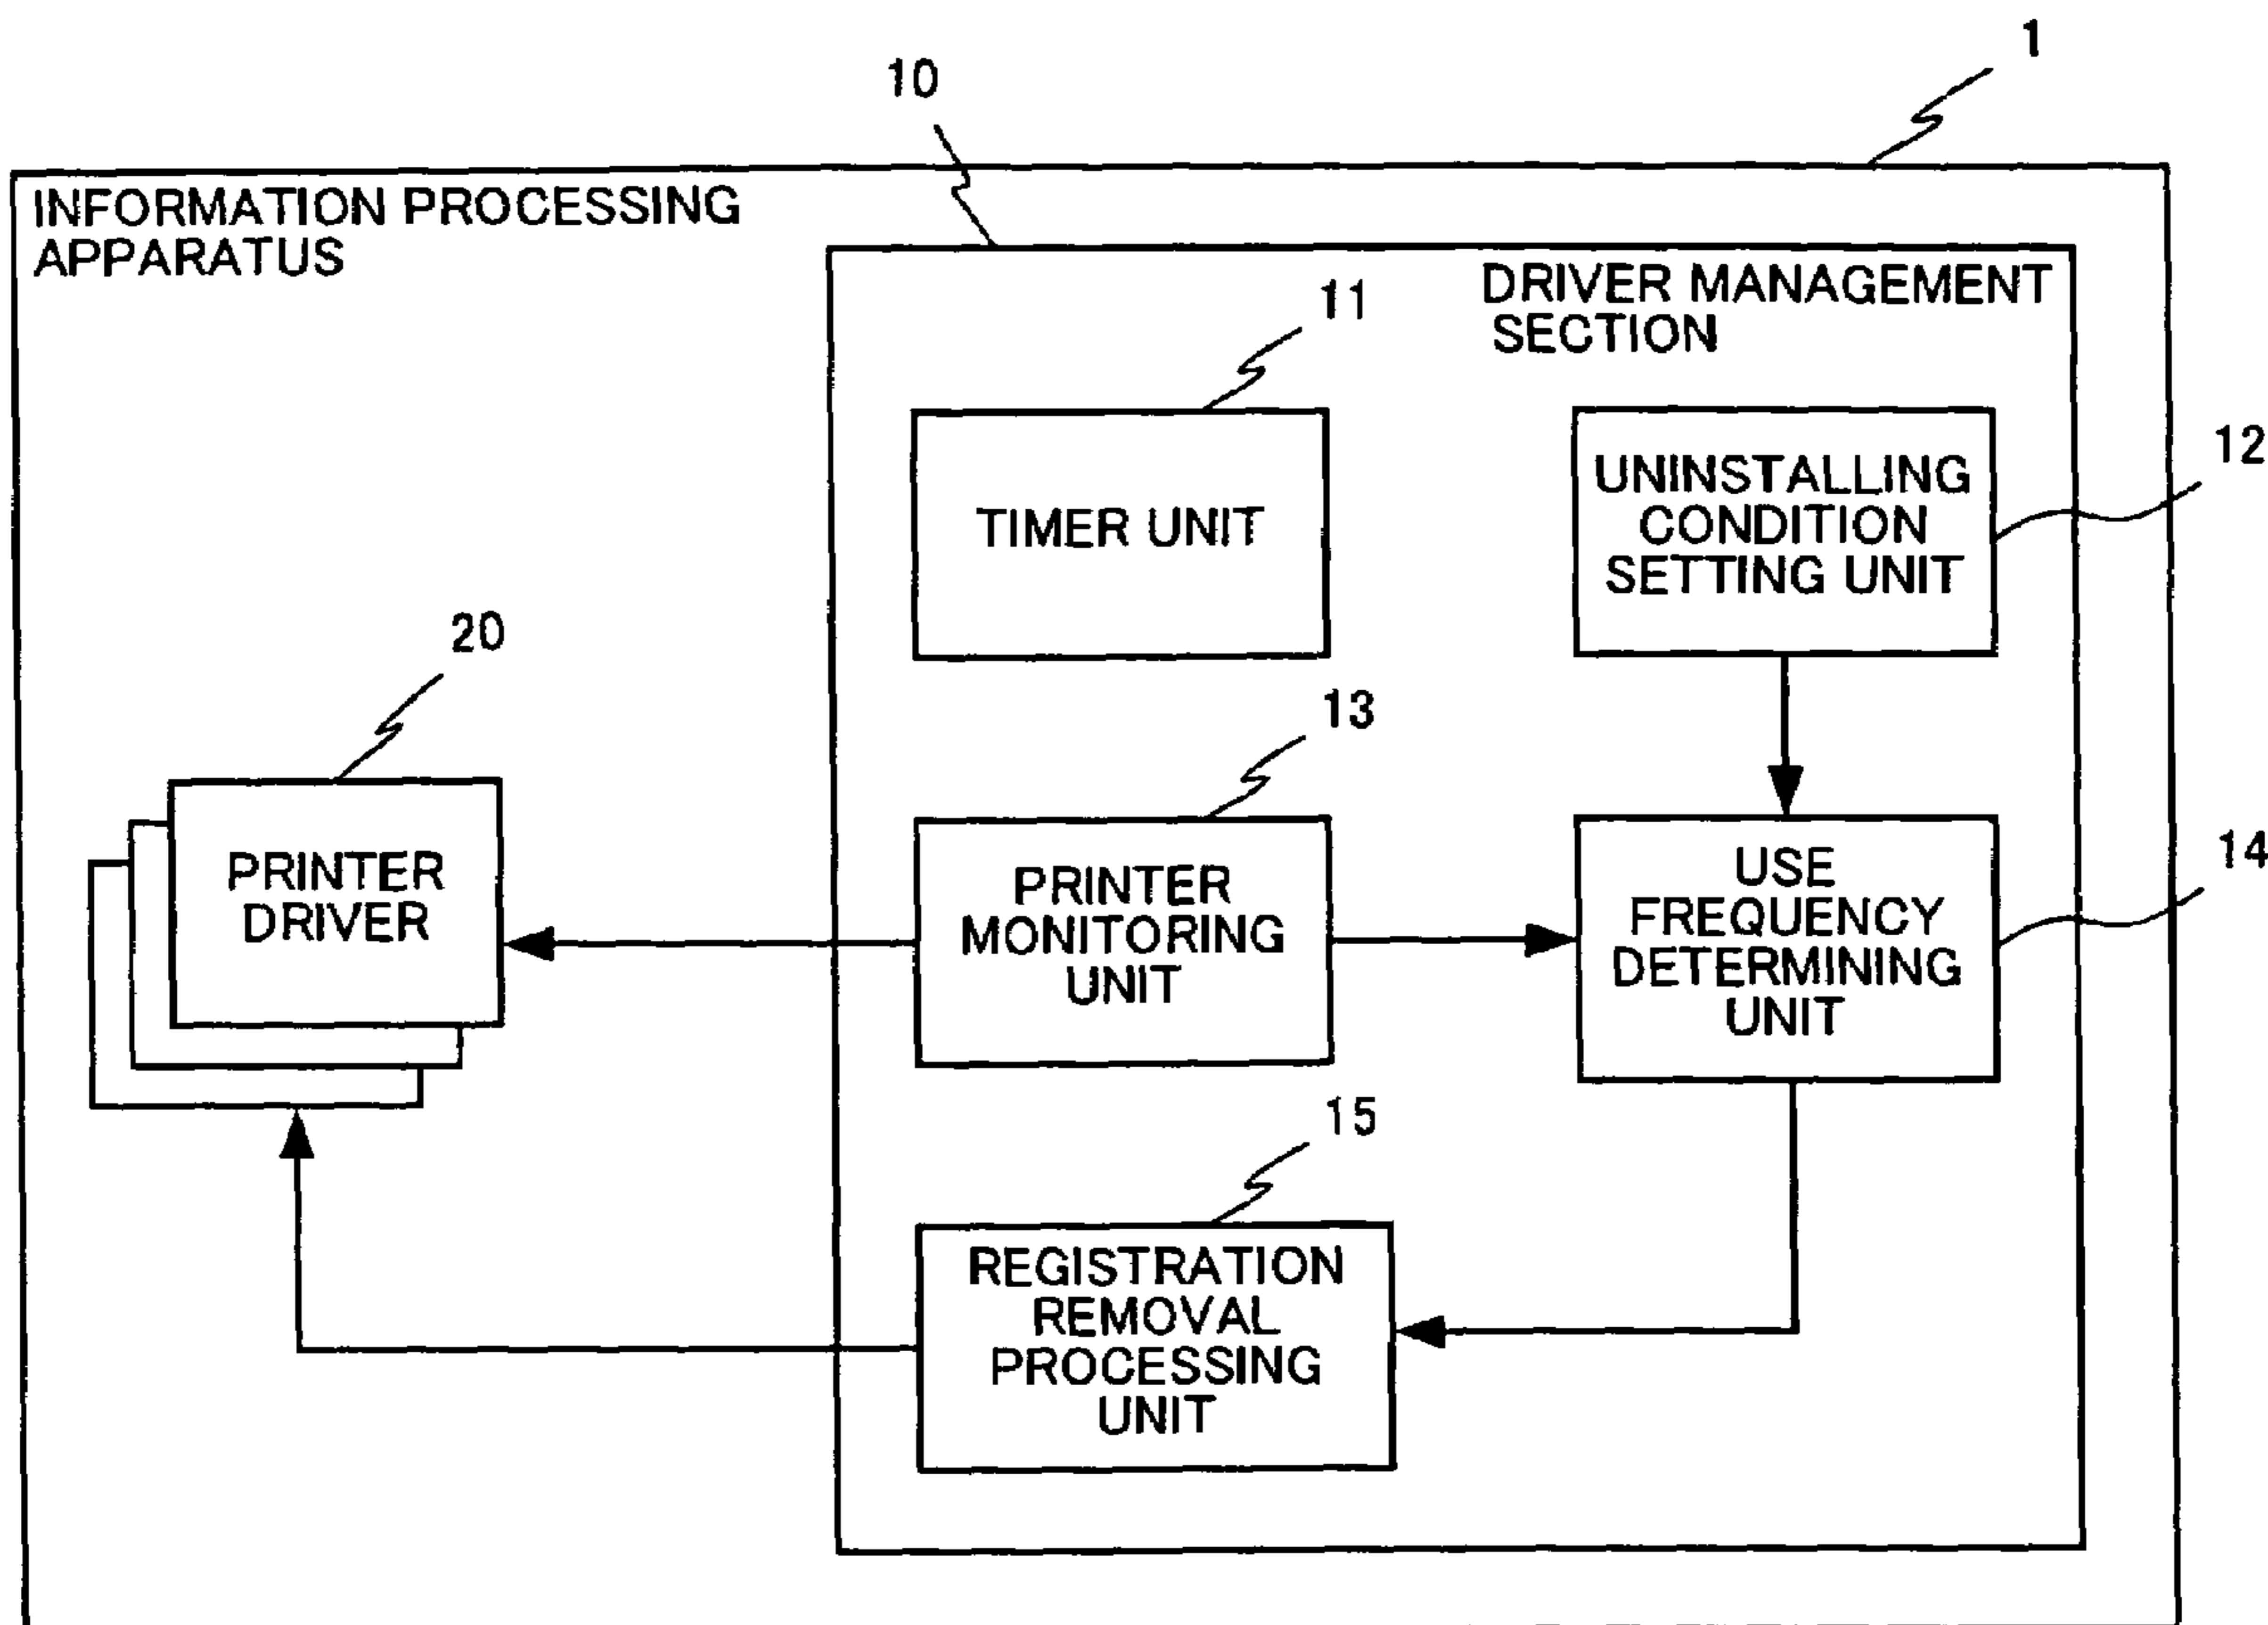 1
10
INFORMATION PROCESSING
APPARATUS
DRIVER MANAGEMENT
SECTION
11
TIMER UNIT
12
UNINSTALLING
CONDITION
SETTING UNIT
20
PRINTER
DRIVER
13
PRINTER
MONITORING
UNIT
14
USE
FREQUENCY
DETERMINING
UNIT
15
REGISTRATION
REMOVAL
PROCESSING
UNIT